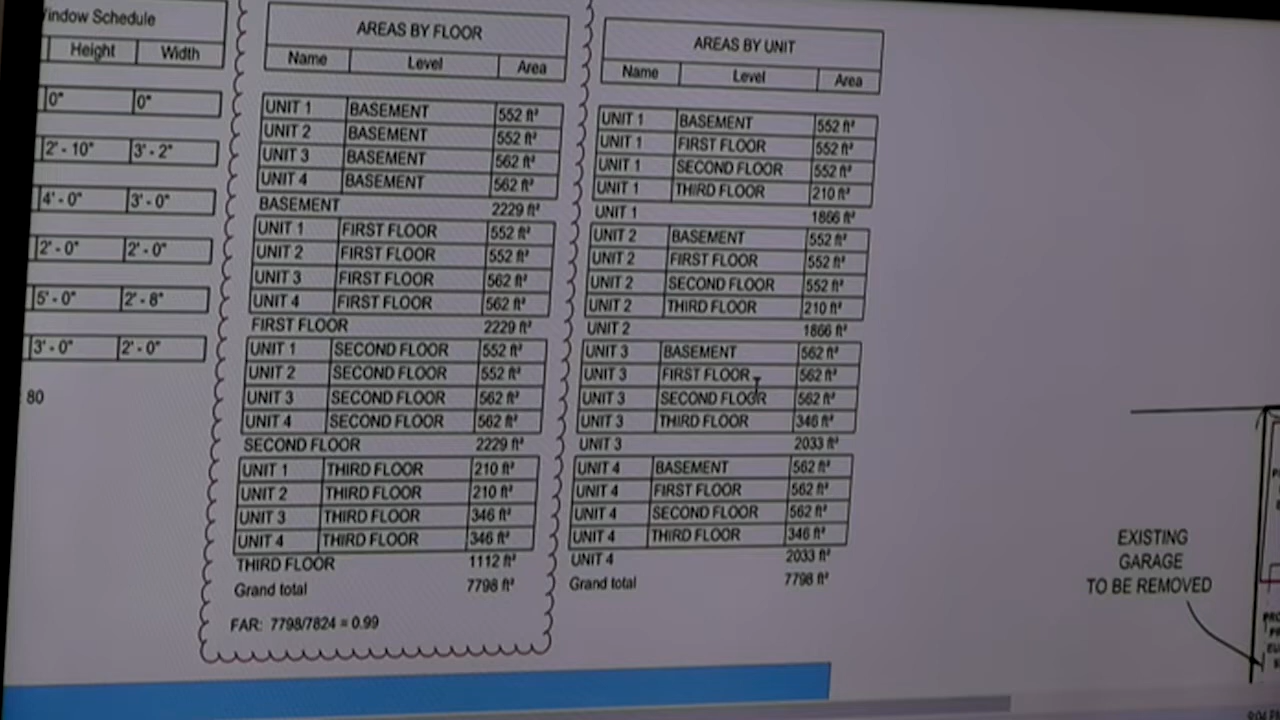 Window Schedule
Height Width
0" 0"
2' - 10" 3' - 2"
4' - 0" 3' - 0"
2' - 0" 2' - 0"
5' - 0" 2' - 8"
3' - 0" 2' - 0"
80
AREAS BY FLOOR
Name Level Area
UNIT 1 BASEMENT 552 ft²
UNIT 2 BASEMENT 552 ft²
UNIT 3 BASEMENT 562 ft²
UNIT 4 BASEMENT 562 ft²
BASEMENT 2229 ft²
UNIT 1 FIRST FLOOR 552 ft²
UNIT 2 FIRST FLOOR 552 ft²
UNIT 3 FIRST FLOOR 562 ft²
UNIT 4 FIRST FLOOR 562 ft²
FIRST FLOOR 2229 ft²
UNIT 1 SECOND FLOOR 552 ft²
UNIT 2 SECOND FLOOR 552 ft²
UNIT 3 SECOND FLOOR 562 ft²
UNIT 4 SECOND FLOOR 562 ft²
SECOND FLOOR 2229 ft²
UNIT 1 THIRD FLOOR 210 ft²
UNIT 2 THIRD FLOOR 210 ft²
UNIT 3 THIRD FLOOR 346 ft²
UNIT 4 THIRD FLOOR 346 ft²
THIRD FLOOR 1112 ft²
Grand total 7798 ft²
FAR: 7798/7824 = 0.99
AREAS BY UNIT
Name Level Area
UNIT 1 BASEMENT 552 ft²
UNIT 1 FIRST FLOOR 552 ft²
UNIT 1 SECOND FLOOR 552 ft²
UNIT 1 THIRD FLOOR 210 ft²
UNIT 1 1866 ft²
UNIT 2 BASEMENT 552 ft²
UNIT 2 FIRST FLOOR 552 ft²
UNIT 2 SECOND FLOOR 552 ft²
UNIT 2 THIRD FLOOR 210 ft²
UNIT 2 1866 ft²
UNIT 3 BASEMENT 562 ft²
UNIT 3 FIRST FLOOR 562 ft²
UNIT 3 SECOND FLOOR 562 ft²
UNIT 3 THIRD FLOOR 346 ft²
UNIT 3 2033 ft²
UNIT 4 BASEMENT 562 ft²
UNIT 4 FIRST FLOOR 562 ft²
UNIT 4 SECOND FLOOR 562 ft²
UNIT 4 THIRD FLOOR 346 ft²
UNIT 4 2033 ft²
Grand total 7798 ft²
EXISTING
GARAGE
TO BE REMOVED